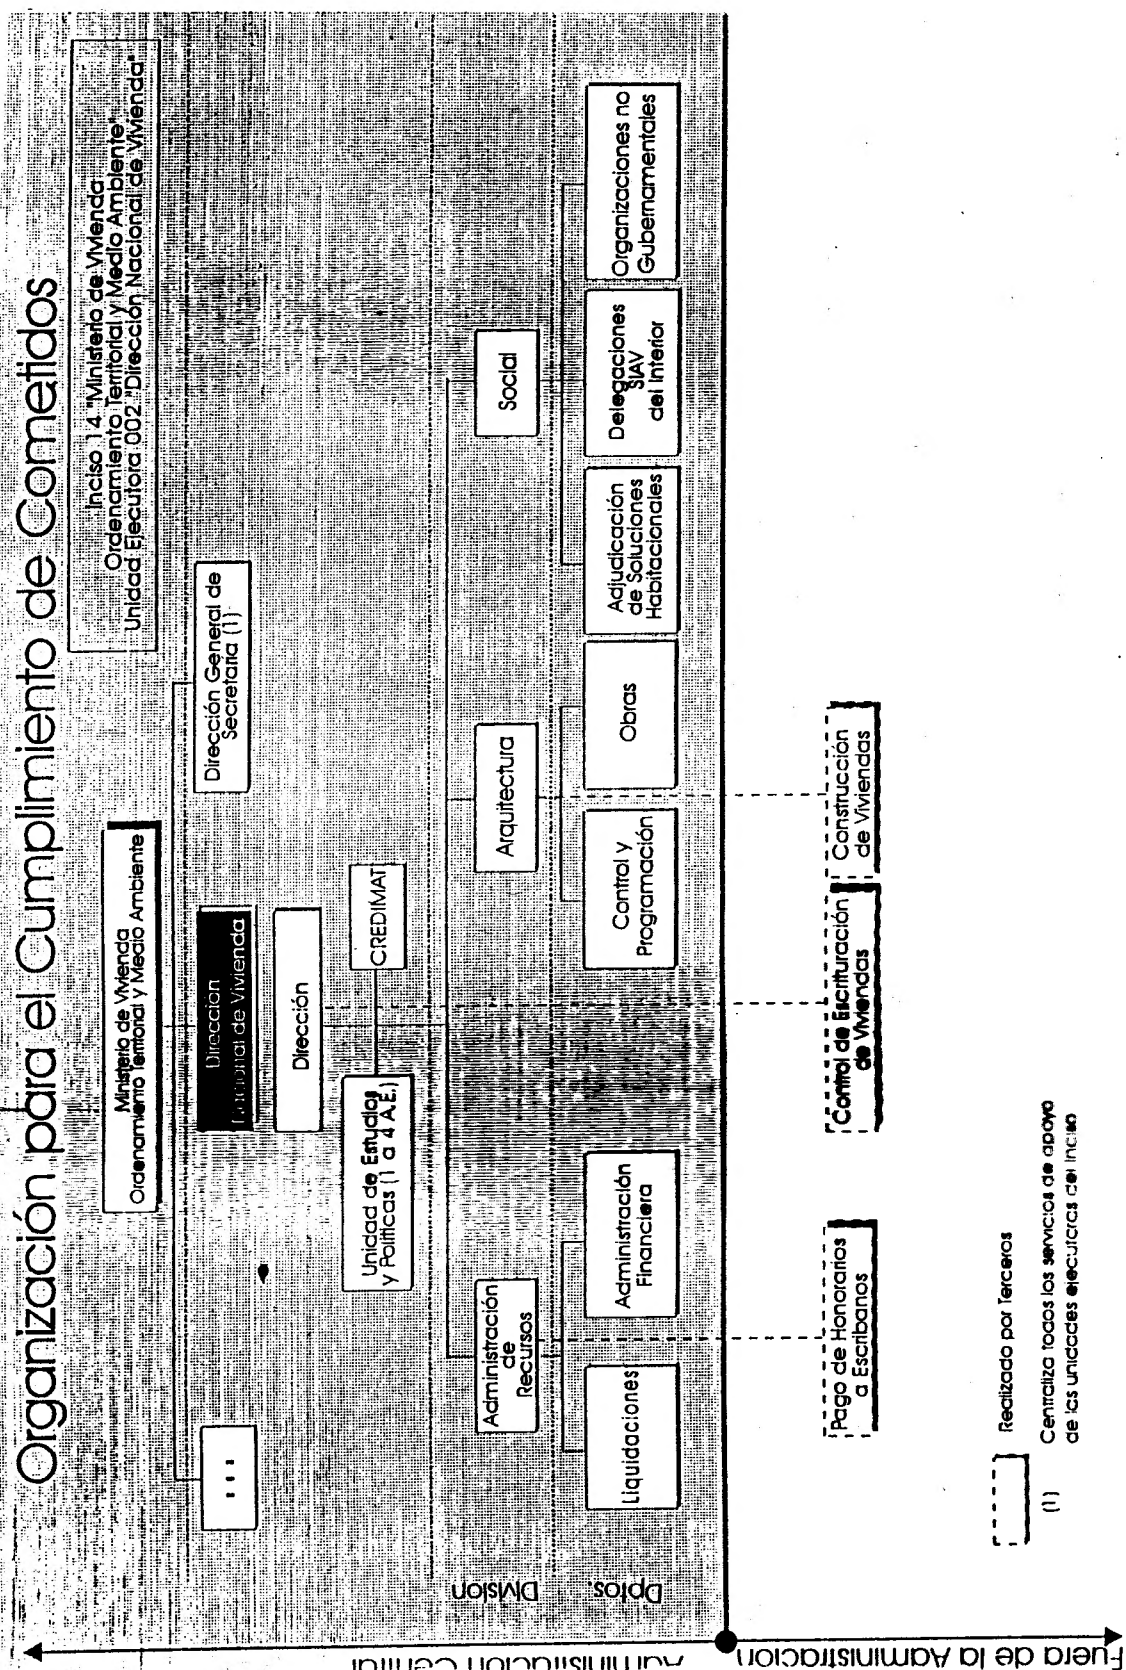 Organización para el Cumplimiento de Cometidos
Inciso 14 "Ministerio de Vivienda
Ordenamiento Territorial y Medio Ambiente"
Unidad Ejecutora 002 "Dirección Nacional de Vivienda"
Ministerio de Vivienda
Ordenamiento Territorial y Medio Ambiente
...
Dirección
Nacional de Vivienda
Dirección General de
Secretaría (1)
Dirección
Unidad de Estudios
y Políticas (1 a 4 A.E.)
CREDIMAT
División
Administración
de
Recursos
Arquitectura
Social
Dptos.
Liquidaciones
Administración
Financiera
Control y
Programación
Obras
Adjudicación
de Soluciones
Habitacionales
Delegaciones
SIAV
del Interior
Organizaciones no
Gubernamentales
Administración Central
Fuera de la Administración
Pago de Honorarios
a Escribanos
Control de Escrituración
de Viviendas
Construcción
de Viviendas
Realizado por Terceros
(1) Centraliza todos los servicios de apoyo
de las unidades ejecutoras del Inciso